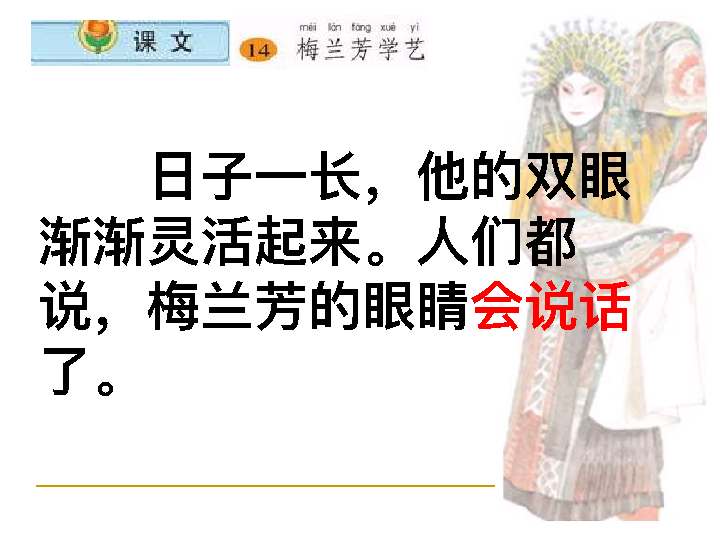 课 文
14
méi lán fāng xué yì
梅兰芳学艺
日子一长，他的双眼
渐渐灵活起来。人们都
说，梅兰芳的眼睛会说话
了。